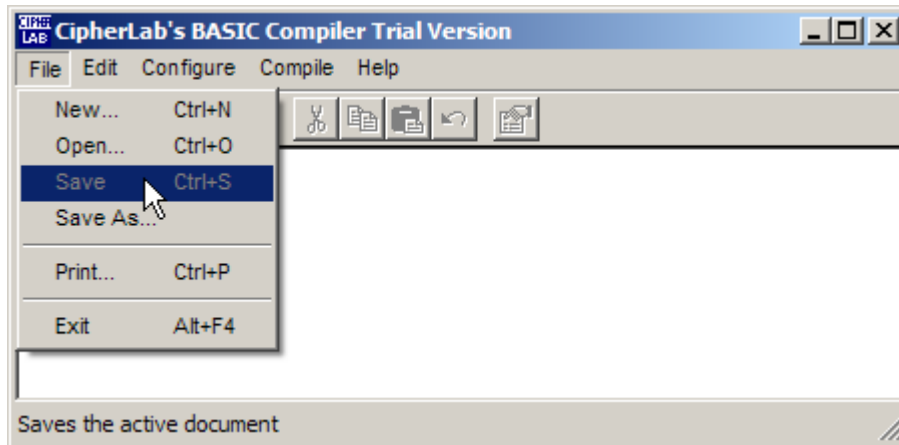 CIPHER LAB CipherLab's BASIC Compiler Trial Version
File Edit Configure Compile Help
New... Ctrl+N
Open... Ctrl+O
Save Ctrl+S
Save As...
Print... Ctrl+P
Exit Alt+F4
Saves the active document